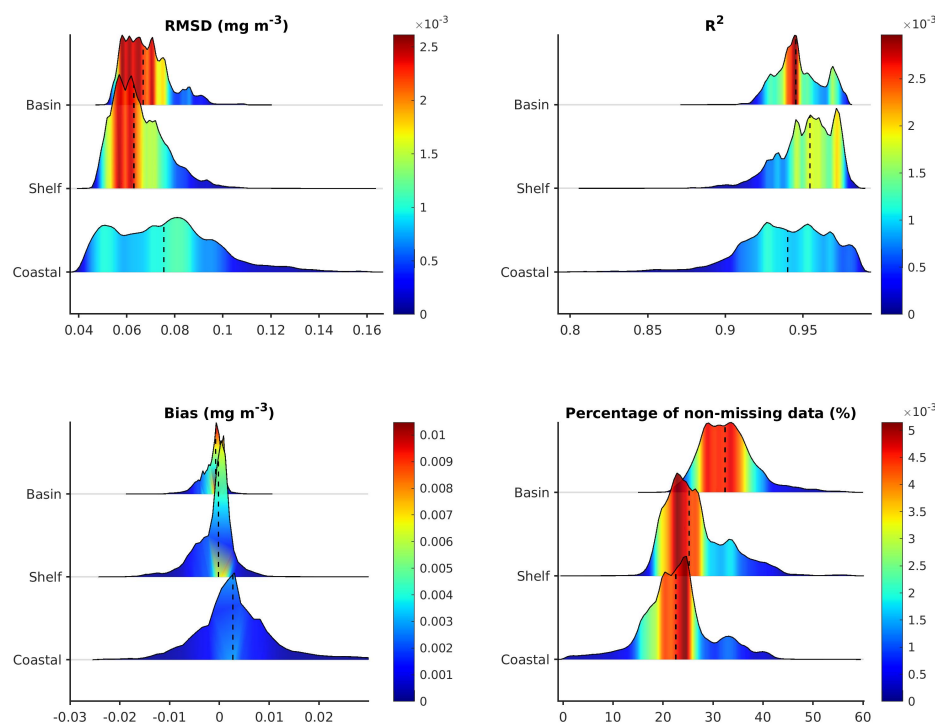 RMSD (mg m⁻³)
×10⁻³
Basin
Shelf
Coastal
0.04 0.06 0.08 0.1 0.12 0.14 0.16
2.5
2
1.5
1
0.5
0
R²
×10⁻³
Basin
Shelf
Coastal
0.8 0.85 0.9 0.95
2.5
2
1.5
1
0.5
0
Bias (mg m⁻³)
Basin
Shelf
Coastal
-0.03 -0.02 -0.01 0 0.01 0.02
0.01
0.009
0.008
0.007
0.006
0.005
0.004
0.003
0.002
0.001
0
Percentage of non-missing data (%)
×10⁻³
Basin
Shelf
Coastal
0 10 20 30 40 50 60
5
4.5
4
3.5
3
2.5
2
1.5
1
0.5
0